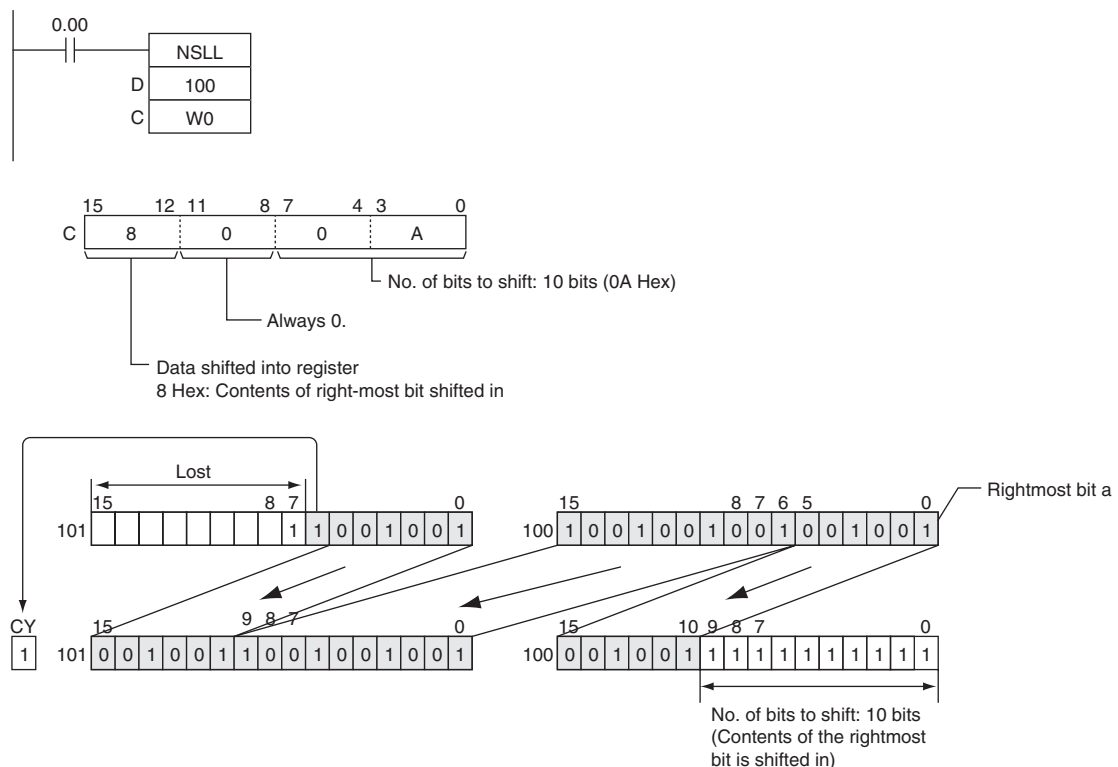 0.00
NSLL
D 100
C W0
15 12 11 8 7 4 3 0
C 8 0 0 A
No. of bits to shift: 10 bits (0A Hex)
Always 0.
Data shifted into register
8 Hex: Contents of right-most bit shifted in
Lost
15 8 7 0
15 8 7 6 5 0
Rightmost bit a
101 1 1 0 0 1 0 0 1
100 1 0 0 1 0 0 1 0 0 1 0 0 1 0 0 1
CY
15 9 8 7 0
15 10 9 8 7 0
1
101 0 0 1 0 0 1 1 0 0 1 0 0 1 0 0 1
100 0 0 1 0 0 1 1 1 1 1 1 1 1 1 1 1
No. of bits to shift: 10 bits
(Contents of the rightmost
bit is shifted in)